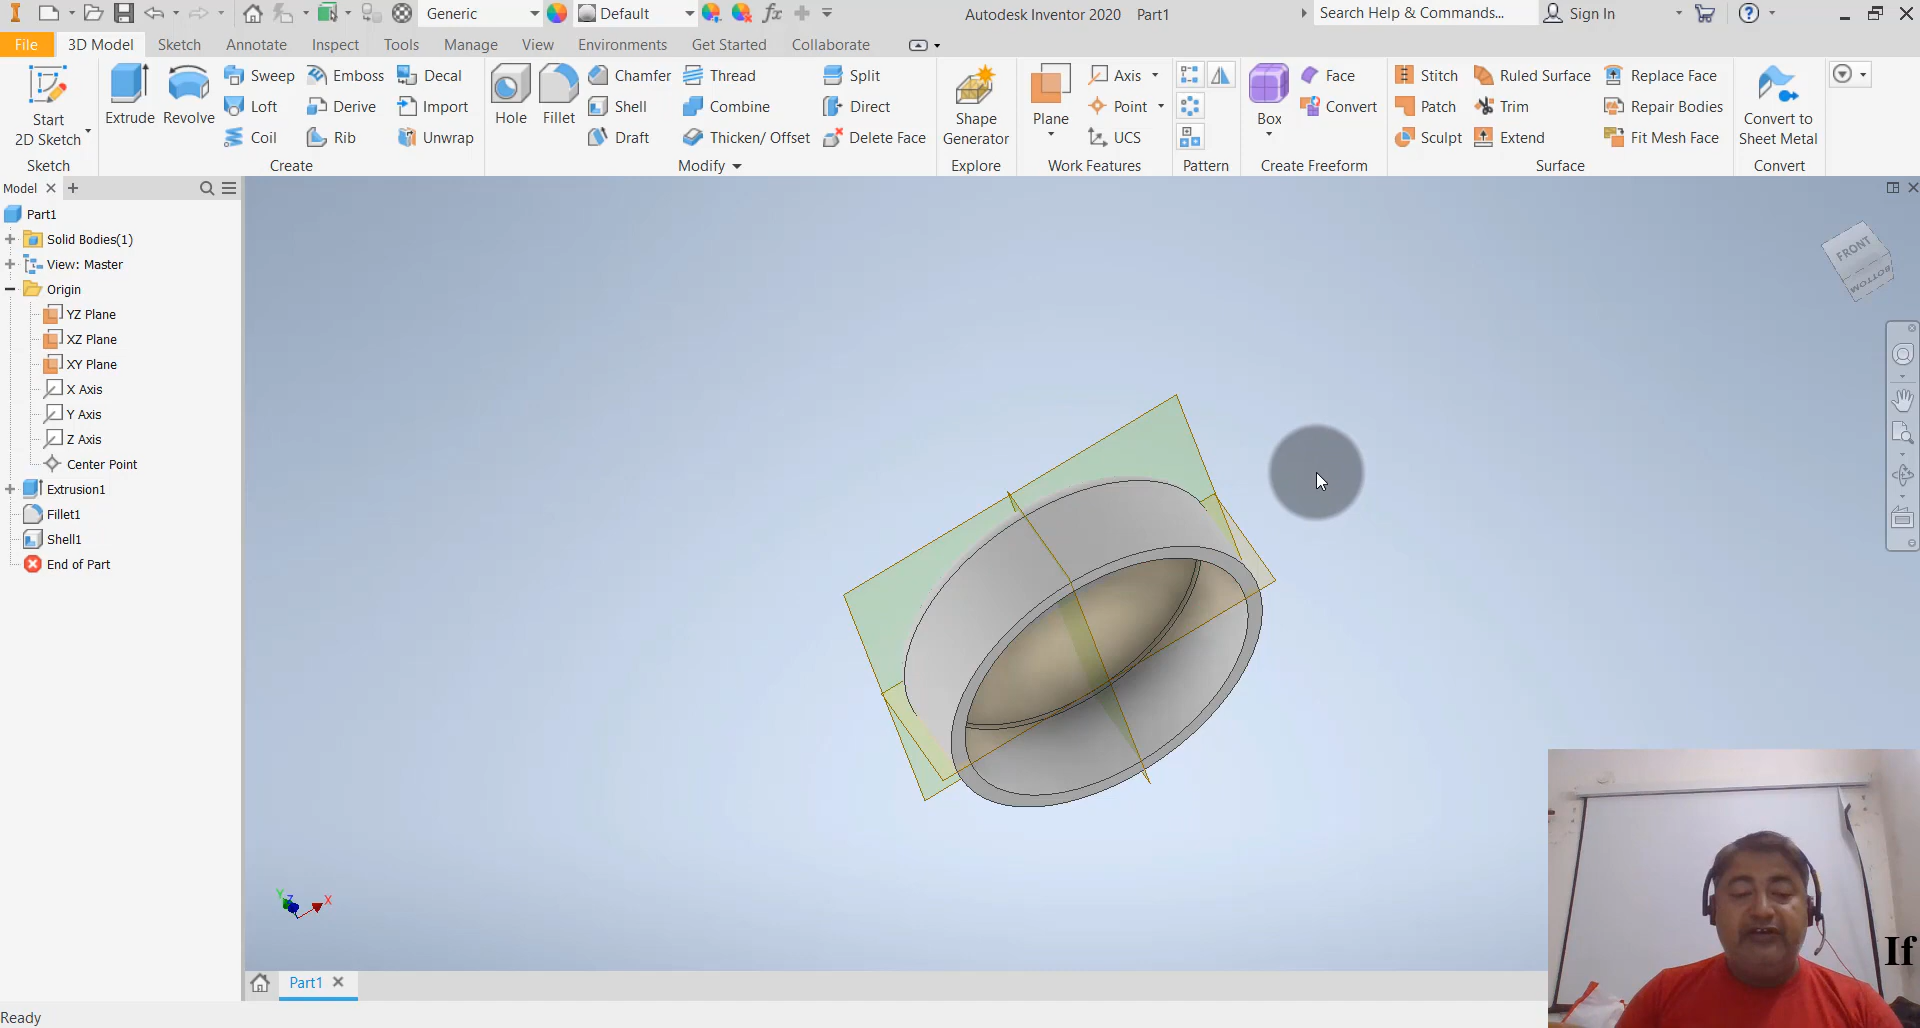 Generic Default Autodesk Inventor 2020 Part1 Search Help & Commands... Sign In
File 3D Model Sketch Annotate Inspect Tools Manage View Environments Get Started Collaborate
Start
2D Sketch
Sketch
Extrude Revolve
Sweep Emboss Decal
Loft Derive Import
Coil Rib Unwrap
Create
Hole Fillet
Chamfer Thread Split
Shell Combine Direct
Draft Thicken/ Offset Delete Face
Modify
Shape
Generator
Explore
Plane
Axis
Point
UCS
Work Features
Pattern
Box
Face
Convert
Create Freeform
Stitch Ruled Surface Replace Face
Patch Trim Repair Bodies
Sculpt Extend Fit Mesh Face
Surface
Convert to
Sheet Metal
Convert
Model
Part1
Solid Bodies(1)
View: Master
Origin
YZ Plane
XZ Plane
XY Plane
X Axis
Y Axis
Z Axis
Center Point
Extrusion1
Fillet1
Shell1
End of Part
FRONT
BOTTOM
Y Z X
If
Part1
Ready